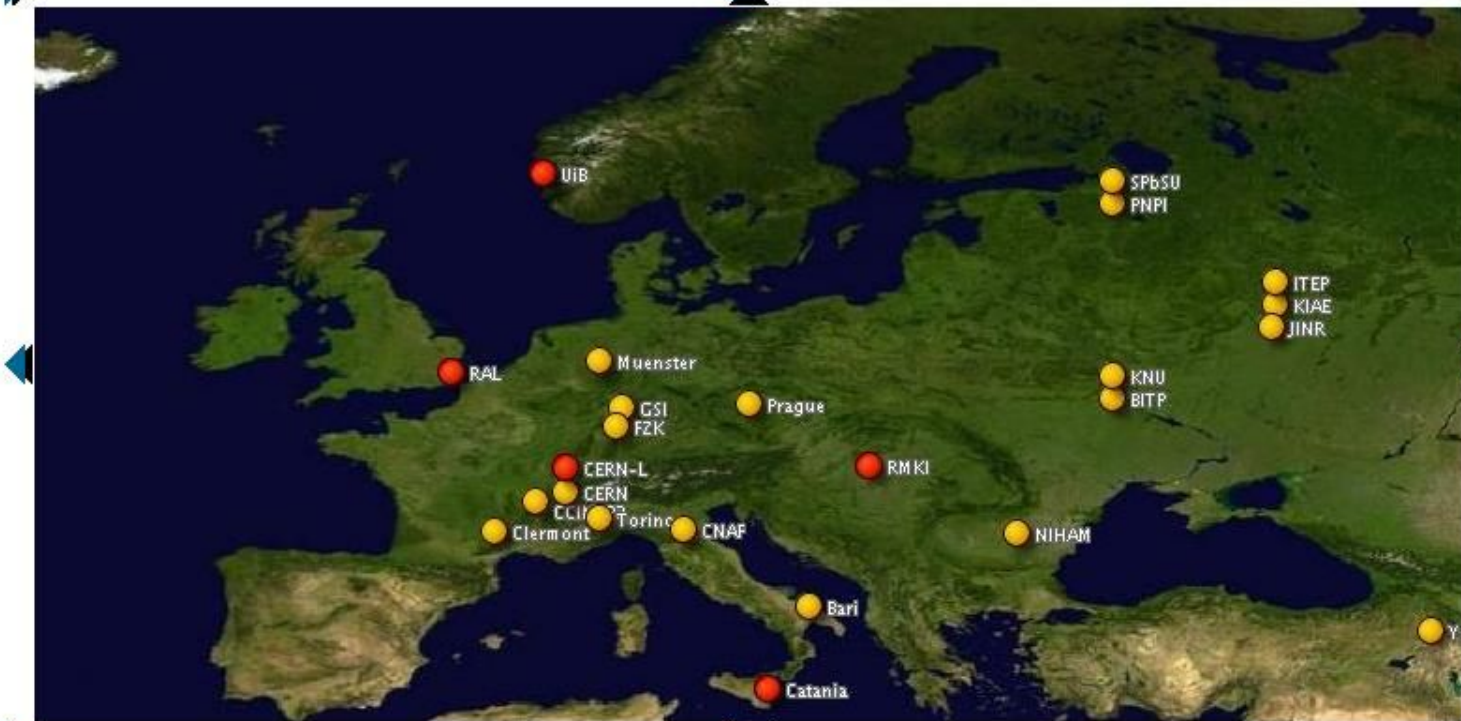 UiB
SPbSU
PNPI
ITEP
KIAE
JINR
RAL
Muenster
KNU
BITP
GSI
Prague
FZK
CERN-L
RMKI
CERN
Torino
Clermont
CNAF
NIHAM
Bari
Y
Catania